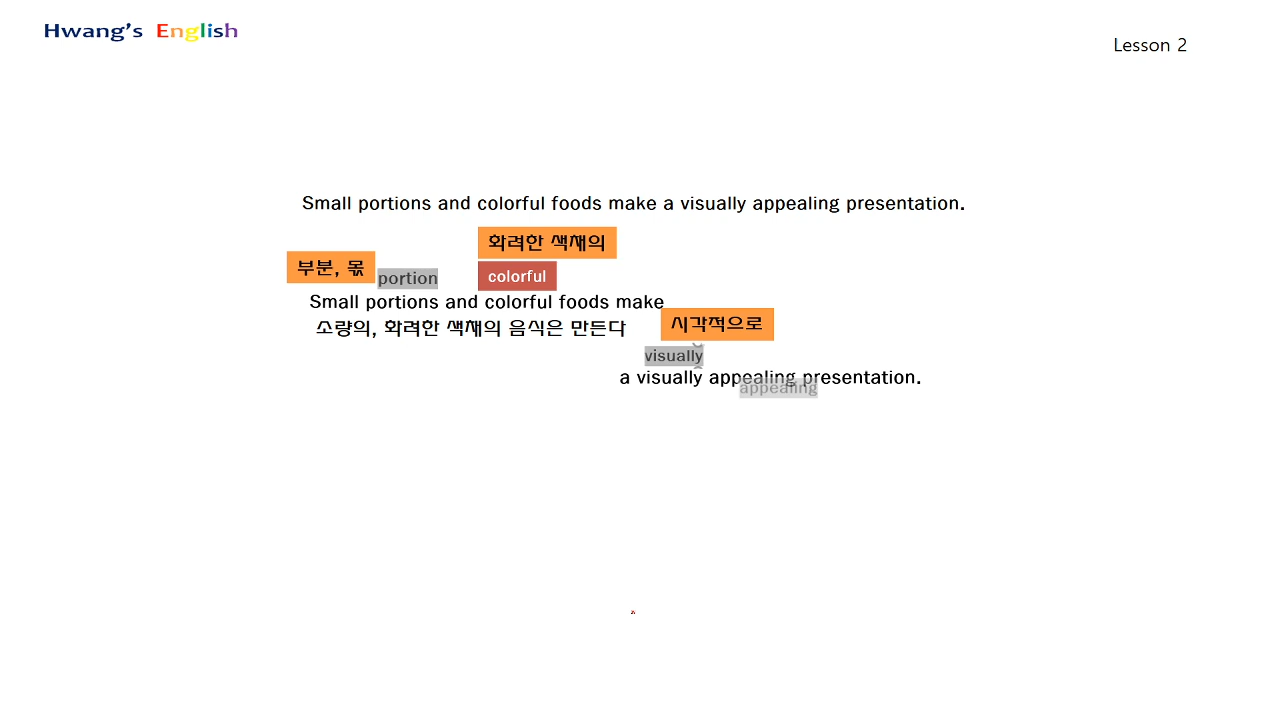 Hwang's English
Lesson 2
Small portions and colorful foods make a visually appealing presentation.
화려한 색채의
부분, 몫
portion
colorful
Small portions and colorful foods make
소량의, 화려한 색채의 음식은 만든다
시각적으로
visually
a visually appealing presentation.
appealing